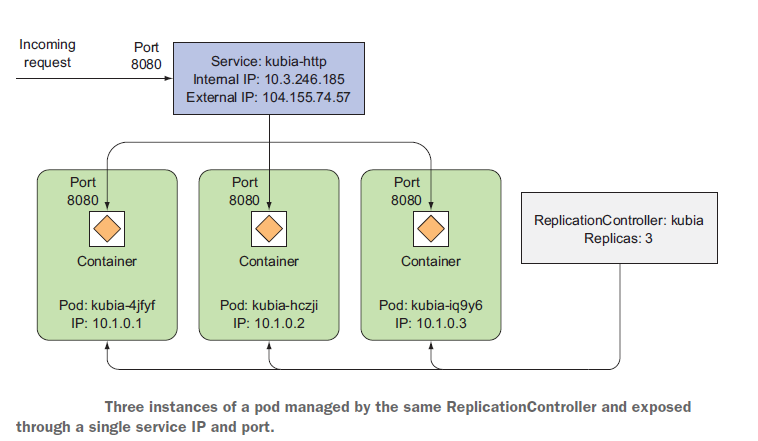 Incoming
request
Port
8080
Service: kubia-http
Internal IP: 10.3.246.185
External IP: 104.155.74.57
Port
8080
Container
Pod: kubia-4jfyf
IP: 10.1.0.1
Port
8080
Container
Pod: kubia-hczji
IP: 10.1.0.2
Port
8080
Container
Pod: kubia-iq9y6
IP: 10.1.0.3
ReplicationController: kubia
Replicas: 3
Three instances of a pod managed by the same ReplicationController and exposed
through a single service IP and port.